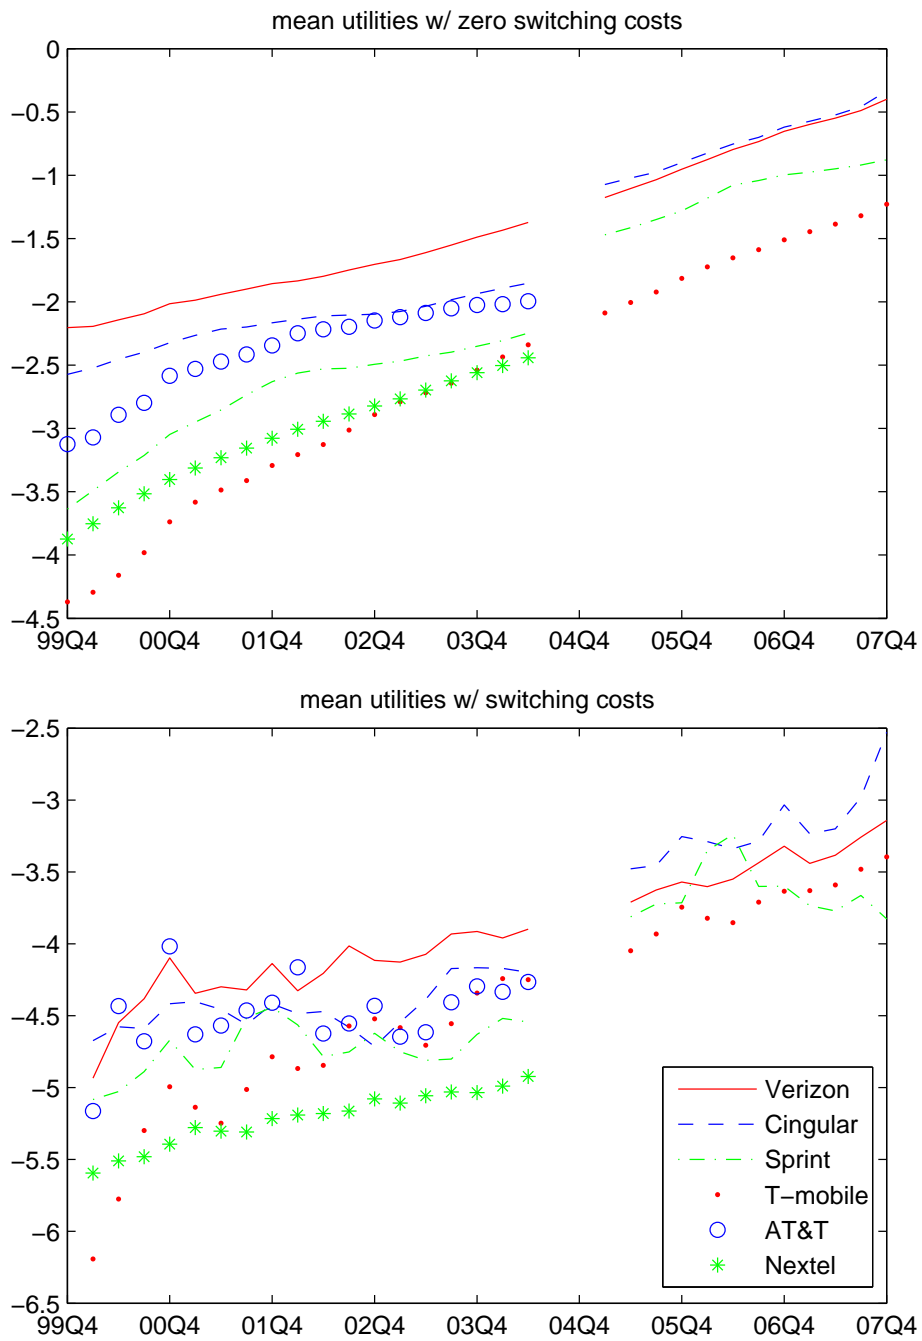 mean utilities w/ zero switching costs
0
−0.5
−1
−1.5
−2
−2.5
−3
−3.5
−4
−4.5
99Q4 00Q4 01Q4 02Q4 03Q4 04Q4 05Q4 06Q4 07Q4
mean utilities w/ switching costs
−2.5
−3
−3.5
−4
−4.5
−5
−5.5
−6
−6.5
99Q4 00Q4 01Q4 02Q4 03Q4 04Q4 05Q4 06Q4 07Q4
Verizon
Cingular
Sprint
T−mobile
AT&T
Nextel